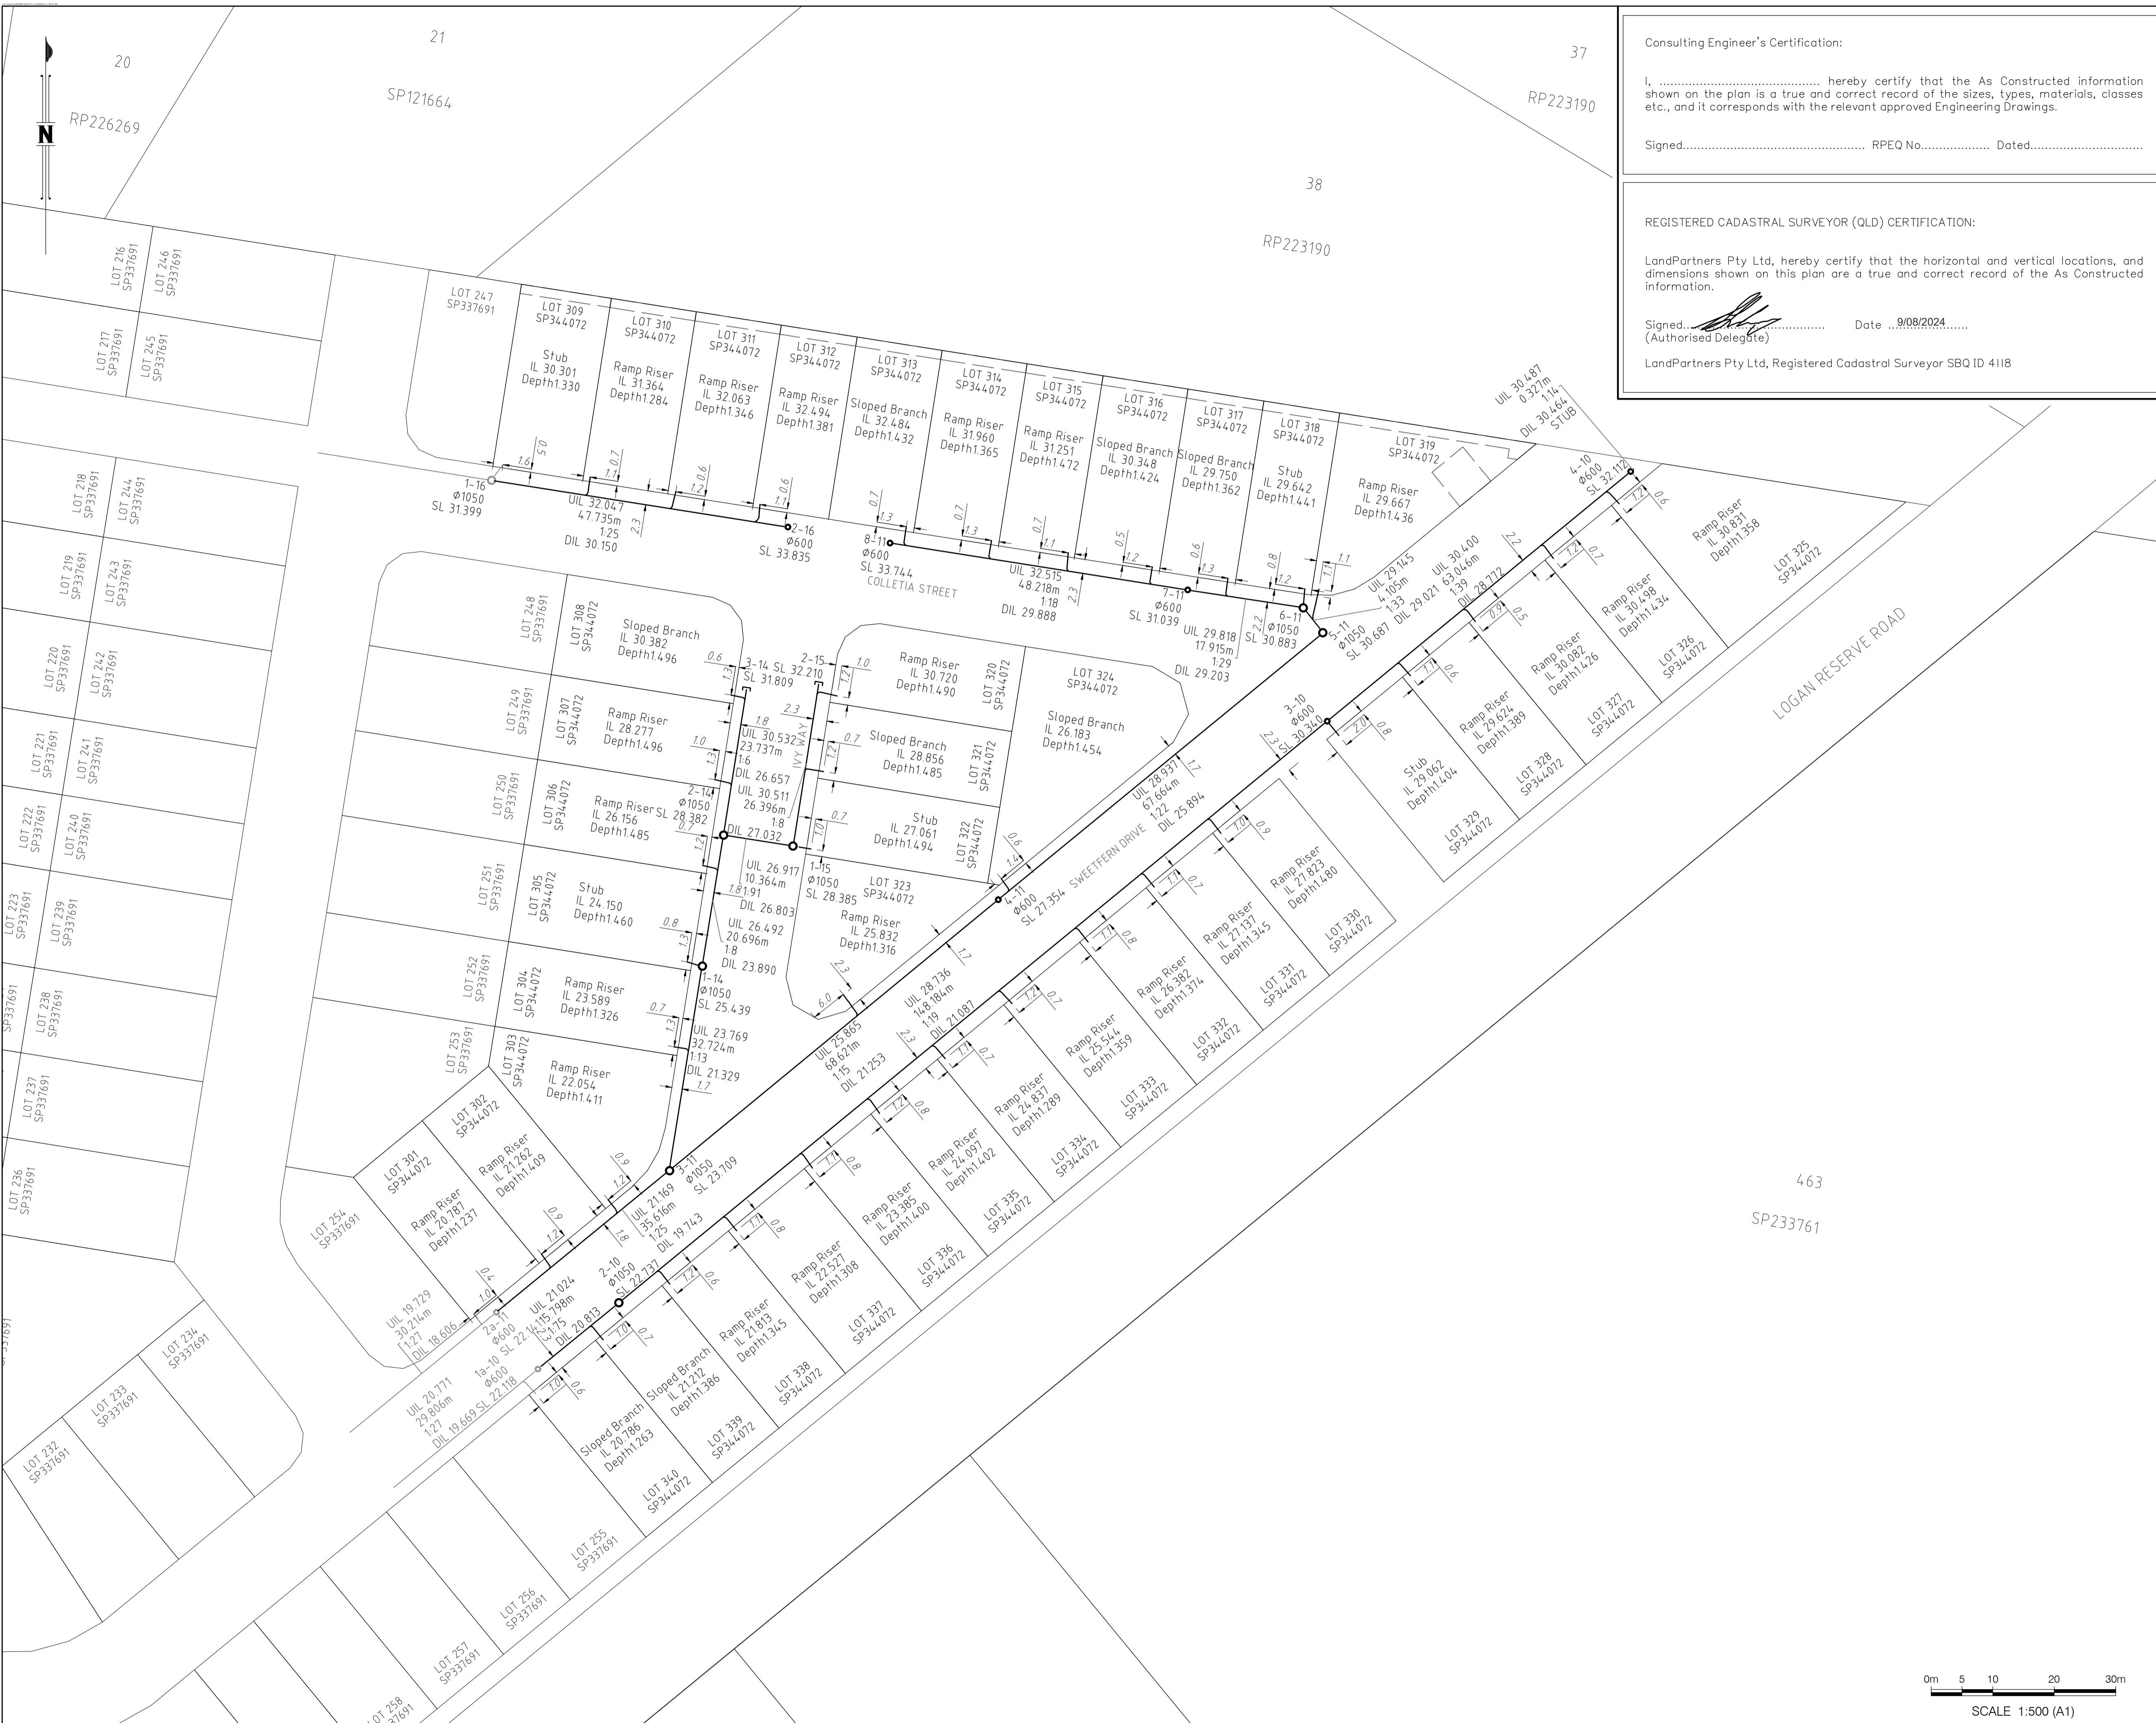 Consulting Engineer's Certification:
I, ............................................ hereby certify that the As Constructed information
shown on the plan is a true and correct record of the sizes, types, materials, classes
etc., and it corresponds with the relevant approved Engineering Drawings.
Signed.................................................. RPEQ No................... Dated...............................
REGISTERED CADASTRAL SURVEYOR (QLD) CERTIFICATION:
LandPartners Pty Ltd, hereby certify that the horizontal and vertical locations, and
dimensions shown on this plan are a true and correct record of the As Constructed
information.
Signed...................................... Date ......9/08/2024......
(Authorised Delegate)
LandPartners Pty Ltd, Registered Cadastral Surveyor SBQ ID 4118
N
20
RP226269
21
SP121664
37
RP223190
38
RP223190
463
SP233761
LOT 216
SP337691
LOT 246
SP337691
LOT 217
SP337691
LOT 245
SP337691
LOT 218
SP337691
LOT 244
SP337691
LOT 219
SP337691
LOT 243
SP337691
LOT 220
SP337691
LOT 242
SP337691
LOT 221
SP337691
LOT 241
SP337691
LOT 222
SP337691
LOT 240
SP337691
LOT 223
SP337691
LOT 239
SP337691
SP337691
LOT 238
SP337691
LOT 237
SP337691
LOT 236
SP337691
LOT 234
SP337691
LOT 233
SP337691
LOT 232
SP337691
LOT 247
SP337691
LOT 309
SP344072
Stub
IL 30.301
Depth1.330
LOT 310
SP344072
Ramp Riser
IL 31.364
Depth1.284
LOT 311
SP344072
Ramp Riser
IL 32.063
Depth1.346
LOT 312
SP344072
Ramp Riser
IL 32.494
Depth1.381
LOT 313
SP344072
Sloped Branch
IL 32.484
Depth1.432
LOT 314
SP344072
Ramp Riser
IL 31.960
Depth1.365
LOT 315
SP344072
Ramp Riser
IL 31.251
Depth1.472
LOT 316
SP344072
Sloped Branch
IL 30.348
Depth1.424
LOT 317
SP344072
Sloped Branch
IL 29.750
Depth1.362
LOT 318
SP344072
Stub
IL 29.642
Depth1.441
LOT 319
SP344072
Ramp Riser
IL 29.667
Depth1.436
UIL 30.487
0.327m
1:14
DIL 30.464
STUB
4-10
Φ600
SL 32.112
1-16
Φ1050
SL 31.399
UIL 32.047
47.735m
1:25
DIL 30.150
2-16
Φ600
SL 33.835
8-11
Φ600
SL 33.744
COLLETIA STREET
UIL 32.515
48.218m
1:18
DIL 29.888
7-11
Φ600
SL 31.039
UIL 29.818
17.915m
1:29
DIL 29.203
6-11
Φ1050
SL 30.883
UIL 29.145
4.105m
1:33
DIL 29.021
5-11
Φ1050
SL 30.687
UIL 30.400
63.046m
1:39
DIL 28.772
LOT 248
SP337691
LOT 308
SP344072
Sloped Branch
IL 30.382
Depth1.496
LOT 249
SP337691
LOT 307
SP344072
Ramp Riser
IL 28.277
Depth1.496
LOT 250
SP337691
LOT 306
SP344072
Ramp Riser
IL 26.156
Depth1.485
LOT 251
SP337691
LOT 305
SP344072
Stub
IL 24.150
Depth1.460
LOT 252
SP337691
LOT 304
SP344072
Ramp Riser
IL 23.589
Depth1.326
LOT 253
SP337691
LOT 303
SP344072
Ramp Riser
IL 22.054
Depth1.411
3-14
SL 31.809
2-15
SL 32.210
UIL 30.532
23.737m
1:6
DIL 26.657
IVY WAY
UIL 30.511
26.396m
1:8
DIL 27.032
2-14
Φ1050
SL 28.382
UIL 26.917
10.364m
1:91
DIL 26.803
1-15
Φ1050
SL 28.385
UIL 26.492
20.696m
1:8
DIL 23.890
1-14
Φ1050
SL 25.439
UIL 23.769
32.724m
1:13
DIL 21.329
LOT 320
SP344072
Ramp Riser
IL 30.720
Depth1.490
LOT 321
SP344072
Sloped Branch
IL 28.856
Depth1.485
LOT 322
SP344072
Stub
IL 27.061
Depth1.494
LOT 323
SP344072
Ramp Riser
IL 25.832
Depth1.316
LOT 324
SP344072
Sloped Branch
IL 26.183
Depth1.454
UIL 28.937
67.664m
1:22
DIL 25.894
SWEETFERN DRIVE
4-11
Φ600
SL 27.354
3-10
Φ600
SL 30.340
UIL 28.736
148.184m
1:19
DIL 21.087
UIL 25.865
68.621m
1:15
DIL 21.253
3-11
Φ1050
SL 23.709
UIL 21.169
35.616m
1:25
DIL 19.743
2-10
Φ1050
SL 22.737
UIL 21.024
15.798m
1:75
DIL 20.813
2a-11
Φ600
SL 22.141
1a-10
Φ600
SL 22.118
UIL 19.729
30.214m
1:27
DIL 18.606
UIL 20.771
29.806m
1:27
DIL 19.669
LOT 254
SP337691
LOT 301
SP344072
Ramp Riser
IL 20.787
Depth1.237
LOT 302
SP344072
Ramp Riser
IL 21.262
Depth1.409
Ramp Riser
IL 30.831
Depth1.358
LOT 325
SP344072
Ramp Riser
IL 30.498
Depth1.434
LOT 326
SP344072
Ramp Riser
IL 30.082
Depth1.426
LOT 327
SP344072
Ramp Riser
IL 29.624
Depth1.389
LOT 328
SP344072
Stub
IL 29.062
Depth1.404
LOT 329
SP344072
Ramp Riser
IL 27.823
Depth1.480
LOT 330
SP344072
Ramp Riser
IL 27.137
Depth1.345
LOT 331
SP344072
Ramp Riser
IL 26.382
Depth1.374
LOT 332
SP344072
Ramp Riser
IL 25.544
Depth1.359
LOT 333
SP344072
Ramp Riser
IL 24.837
Depth1.289
LOT 334
SP344072
Ramp Riser
IL 24.097
Depth1.402
LOT 335
SP344072
Ramp Riser
IL 23.385
Depth1.400
LOT 336
SP344072
Ramp Riser
IL 22.527
Depth1.308
LOT 337
SP344072
Ramp Riser
IL 21.813
Depth1.345
LOT 338
SP344072
Sloped Branch
IL 21.212
Depth1.386
LOT 339
SP344072
Sloped Branch
IL 20.786
Depth1.263
LOT 340
SP344072
LOT 255
SP337691
LOT 256
SP337691
LOT 257
SP337691
LOT 258
LOGAN RESERVE ROAD
0m 5 10 20 30m
SCALE 1:500 (A1)